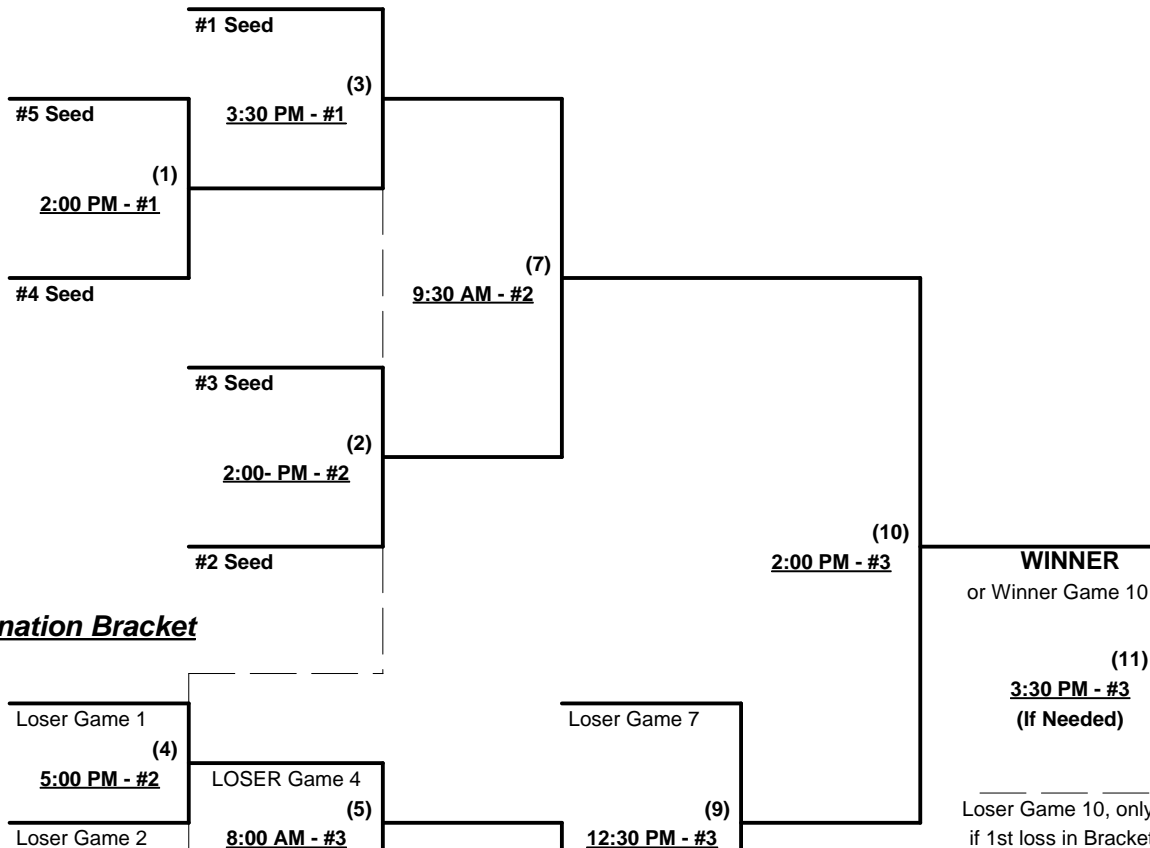 #1 Seed
(3)
#5 Seed
3:30 PM - #1
(1)
2:00 PM - #1
(7)
#4 Seed
9:30 AM - #2
#3 Seed
(2)
2:00- PM - #2
(10)
#2 Seed
2:00 PM - #3
WINNER
or Winner Game 10
nation Bracket
(11)
3:30 PM - #3
Loser Game 1
Loser Game 7
(If Needed)
(4)
5:00 PM - #2
LOSER Game 4
(5)
(9)
Loser Game 10, only
Loser Game 2
8:00 AM - #3
12:30 PM - #3
if 1st loss in Bracket